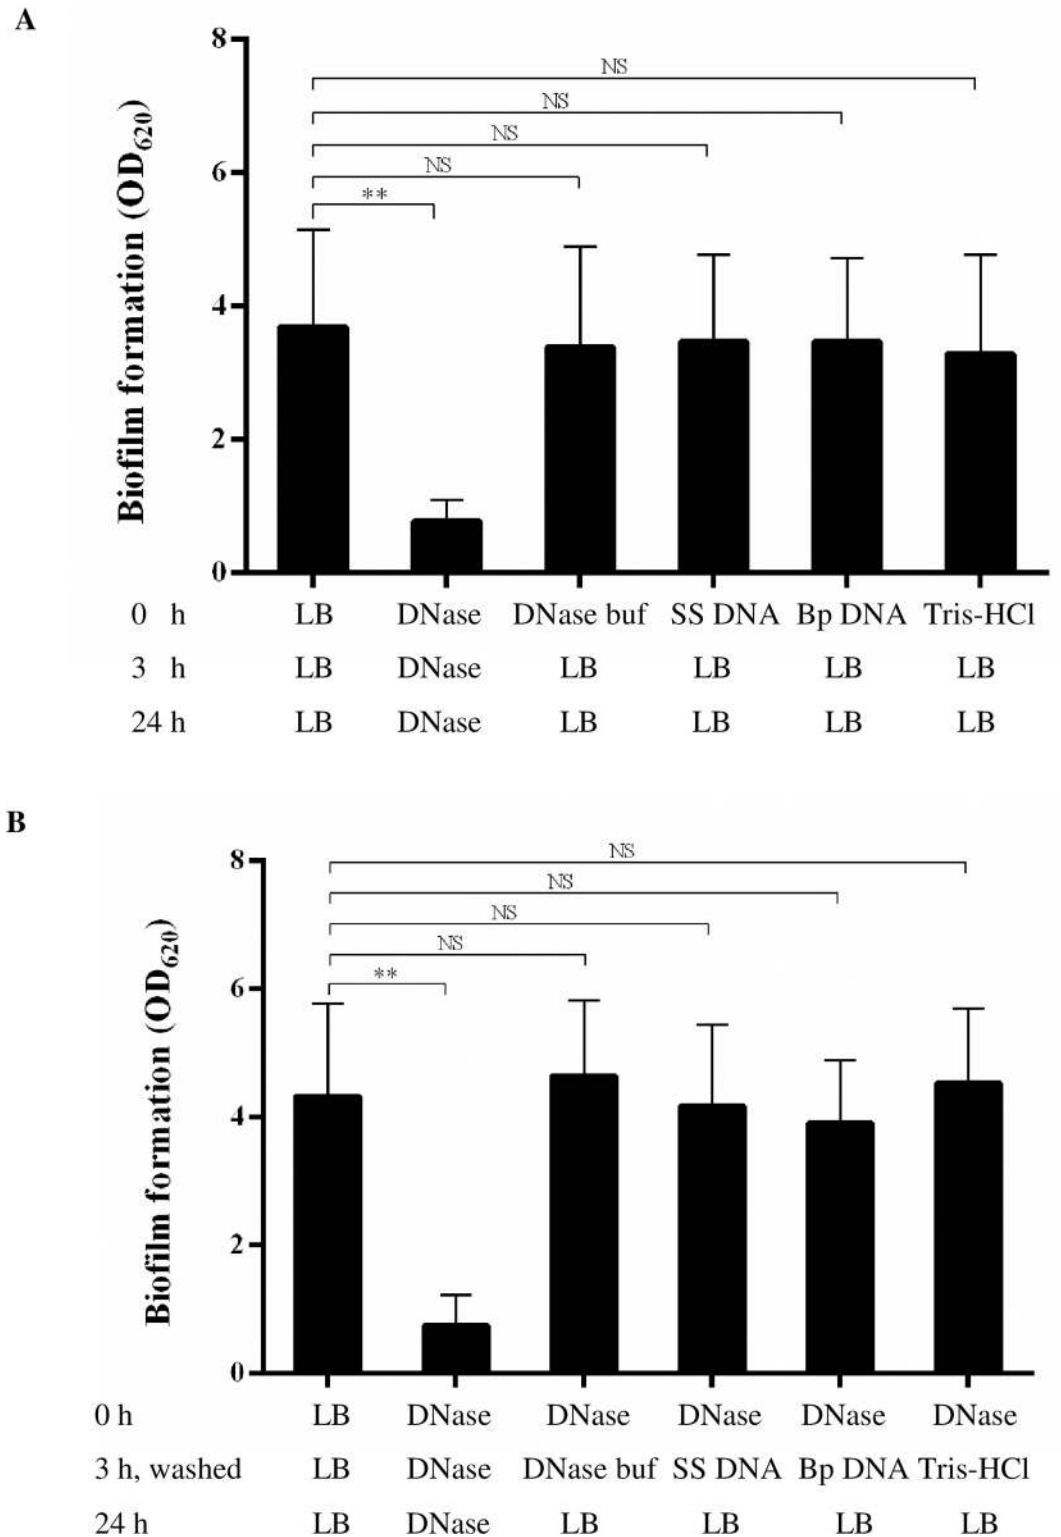 A
8
NS
NS
NS
NS
**
6
4
2
0
Biofilm formation (OD620)
0 h LB DNase DNase buf SS DNA Bp DNA Tris-HCl
3 h LB DNase LB LB LB LB
24 h LB DNase LB LB LB LB
B
8
NS
NS
NS
NS
**
6
4
2
0
Biofilm formation (OD620)
0 h LB DNase DNase DNase DNase DNase
3 h, washed LB DNase DNase buf SS DNA Bp DNA Tris-HCl
24 h LB DNase LB LB LB LB